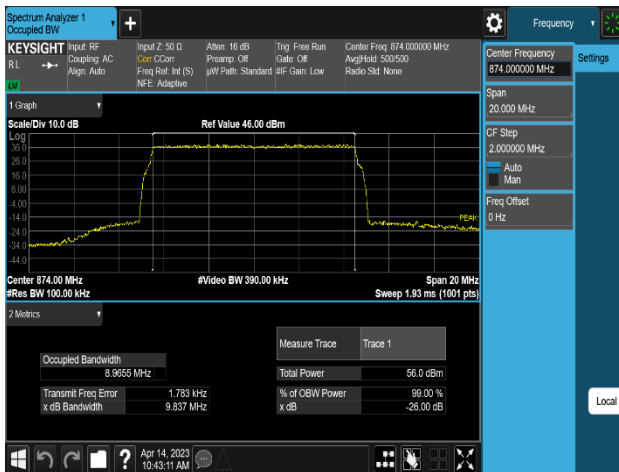 Spectrum Analyzer 1
Occupied BW
Frequency
KEYSIGHT
Input: RF
Input Z: 50 Ω
Atten: 16 dB
Trig: Free Run
Center Freq: 874.000000 MHz
R L
Coupling: AC
Corr CCorr
Preamp: Off
Gate: Off
Avg|Hold: 500/500
Align: Auto
Freq Ref: Int (S)
µW Path: Standard
#IF Gain: Low
Radio Std: None
NFE: Adaptive
LXI
Center Frequency
874.000000 MHz
Settings
Span
20.000 MHz
CF Step
2.000000 MHz
Auto
Man
Freq Offset
0 Hz
Local
1 Graph
Scale/Div 10.0 dB
Ref Value 46.00 dBm
Log
36.0
26.0
16.0
6.00
-4.00
-14.0
-24.0
-34.0
-44.0
PEAK
Center 874.00 MHz
#Video BW 390.00 kHz
Span 20 MHz
#Res BW 100.00 kHz
Sweep 1.93 ms (1001 pts)
2 Metrics
Measure Trace
Trace 1
Occupied Bandwidth
8.9655 MHz
Total Power
56.0 dBm
Transmit Freq Error
1.783 kHz
% of OBW Power
99.00 %
x dB Bandwidth
9.837 MHz
x dB
-26.00 dB
?
Apr 14, 2023
10:43:11 AM